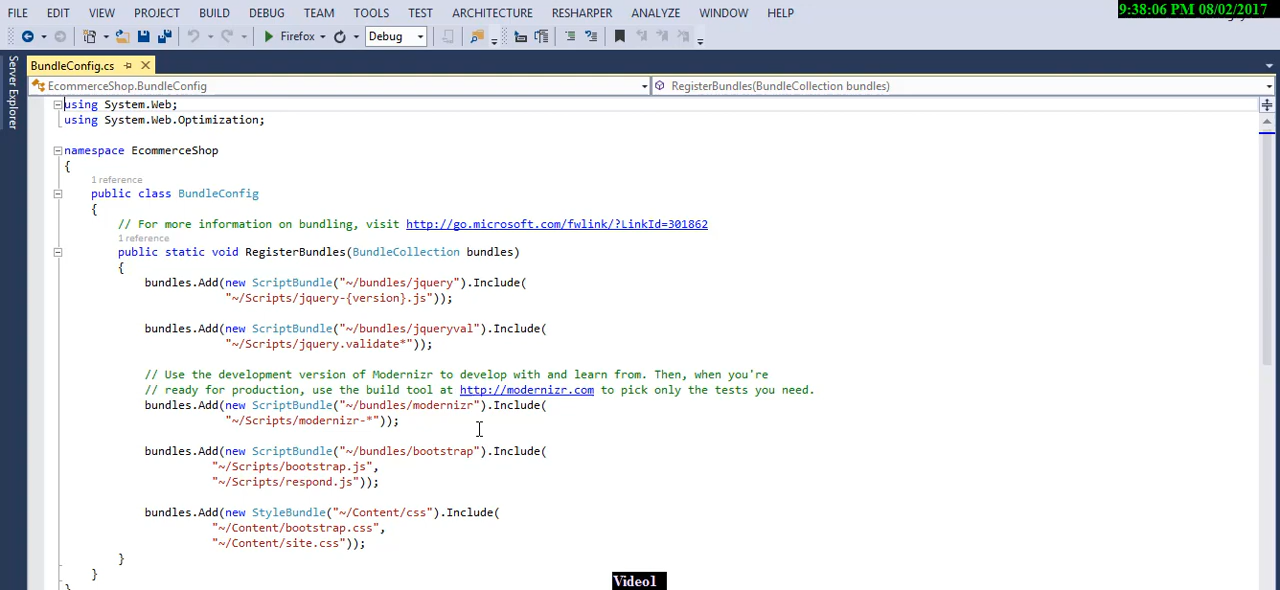 FILE EDIT VIEW PROJECT BUILD DEBUG TEAM TOOLS TEST ARCHITECTURE RESHARPER ANALYZE WINDOW HELP
9:38:06 PM 08/02/2017
Firefox Debug
Server Explorer
BundleConfig.cs
EcommerceShop.BundleConfig RegisterBundles(BundleCollection bundles)
using System.Web;
using System.Web.Optimization;
namespace EcommerceShop
{
1 reference
public class BundleConfig
{
// For more information on bundling, visit http://go.microsoft.com/fwlink/?LinkId=301862
1 reference
public static void RegisterBundles(BundleCollection bundles)
{
bundles.Add(new ScriptBundle("~/bundles/jquery").Include(
"~/Scripts/jquery-{version}.js"));
bundles.Add(new ScriptBundle("~/bundles/jqueryval").Include(
"~/Scripts/jquery.validate*"));
// Use the development version of Modernizr to develop with and learn from. Then, when you're
// ready for production, use the build tool at http://modernizr.com to pick only the tests you need.
bundles.Add(new ScriptBundle("~/bundles/modernizr").Include(
"~/Scripts/modernizr-*"));
bundles.Add(new ScriptBundle("~/bundles/bootstrap").Include(
"~/Scripts/bootstrap.js",
"~/Scripts/respond.js"));
bundles.Add(new StyleBundle("~/Content/css").Include(
"~/Content/bootstrap.css",
"~/Content/site.css"));
}
}
Video1